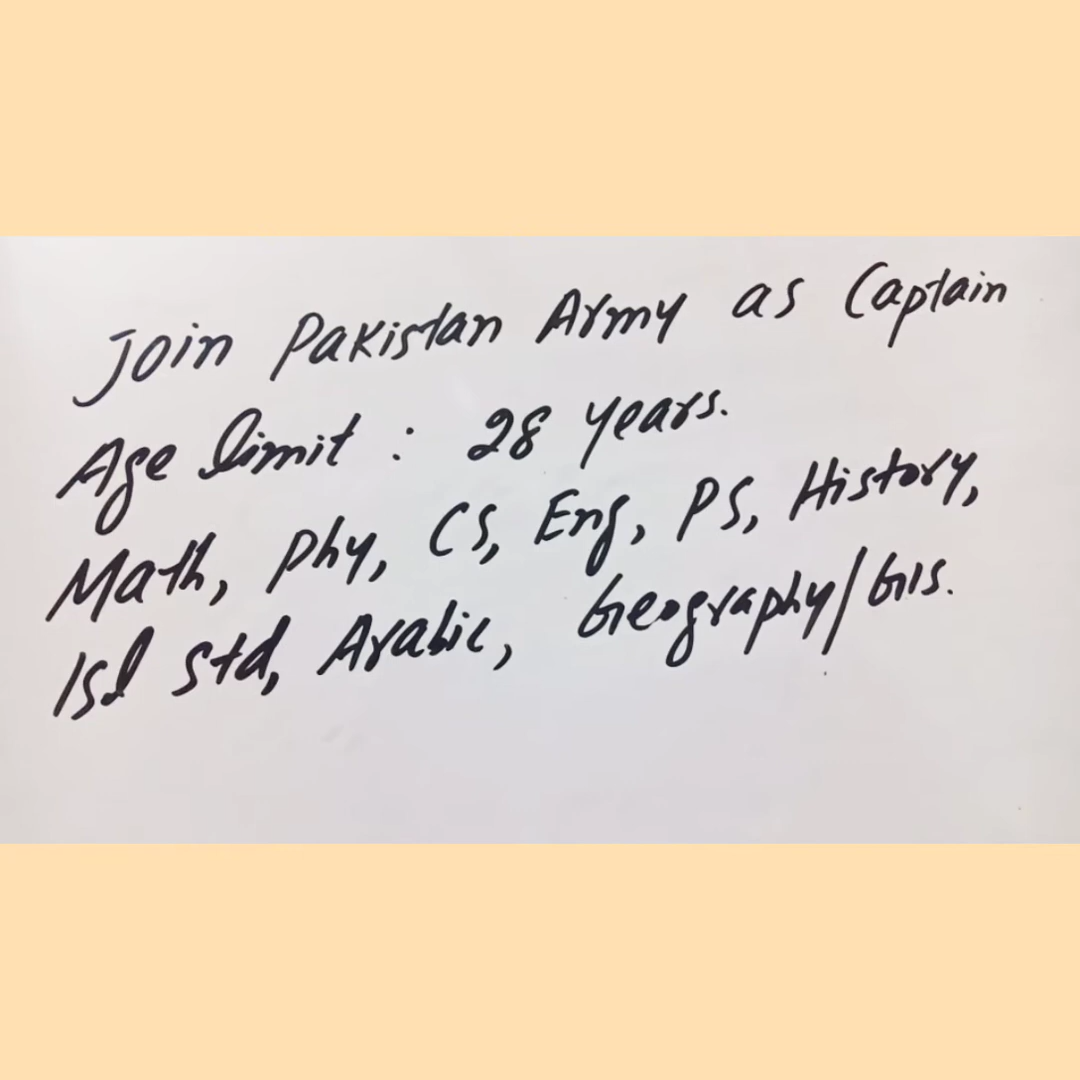 Join Pakistan Army as Captain
Age limit : 28 years.
Math, Phy, CS, Eng, PS, History,
Isl Std, Arabic, Geography/GIS.